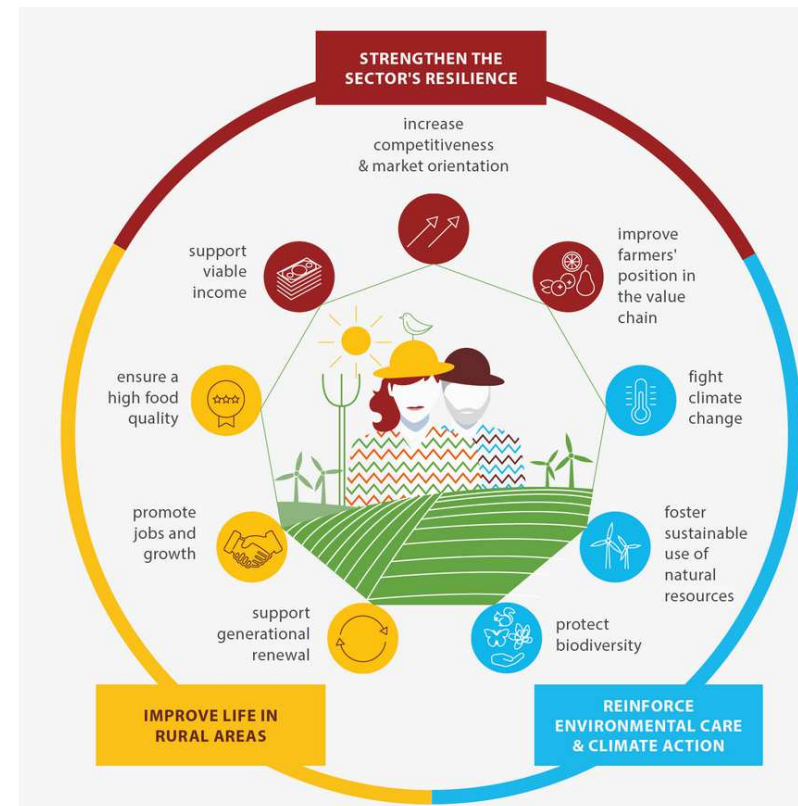 STRENGTHEN THE
SECTOR'S RESILIENCE
increase
competitiveness
& market orientation
support
viable
income
improve
farmers'
position in
the value
chain
ensure a
high food
quality
fight
climate
change
promote
jobs and
growth
foster
sustainable
use of
natural
resources
support
generational
renewal
protect
biodiversity
IMPROVE LIFE IN
RURAL AREAS
REINFORCE
ENVIRONMENTAL CARE
& CLIMATE ACTION